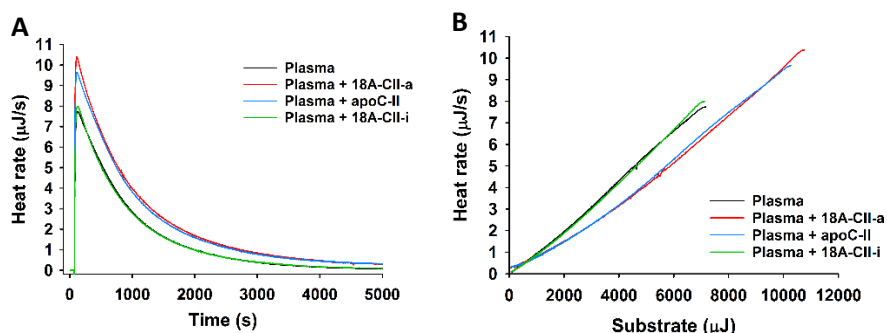 A
11
10
9
8
7
6
5
4
3
2
1
0
Heat rate (μJ/s)
0 1000 2000 3000 4000 5000
Time (s)
Plasma
Plasma + 18A-CII-a
Plasma + apoC-II
Plasma + 18A-CII-i
B
11
10
9
8
7
6
5
4
3
2
1
0
Heat rate (μJ/s)
0 2000 4000 6000 8000 10000 12000
Substrate (μJ)
Plasma
Plasma + 18A-CII-a
Plasma + apoC-II
Plasma + 18A-CII-i